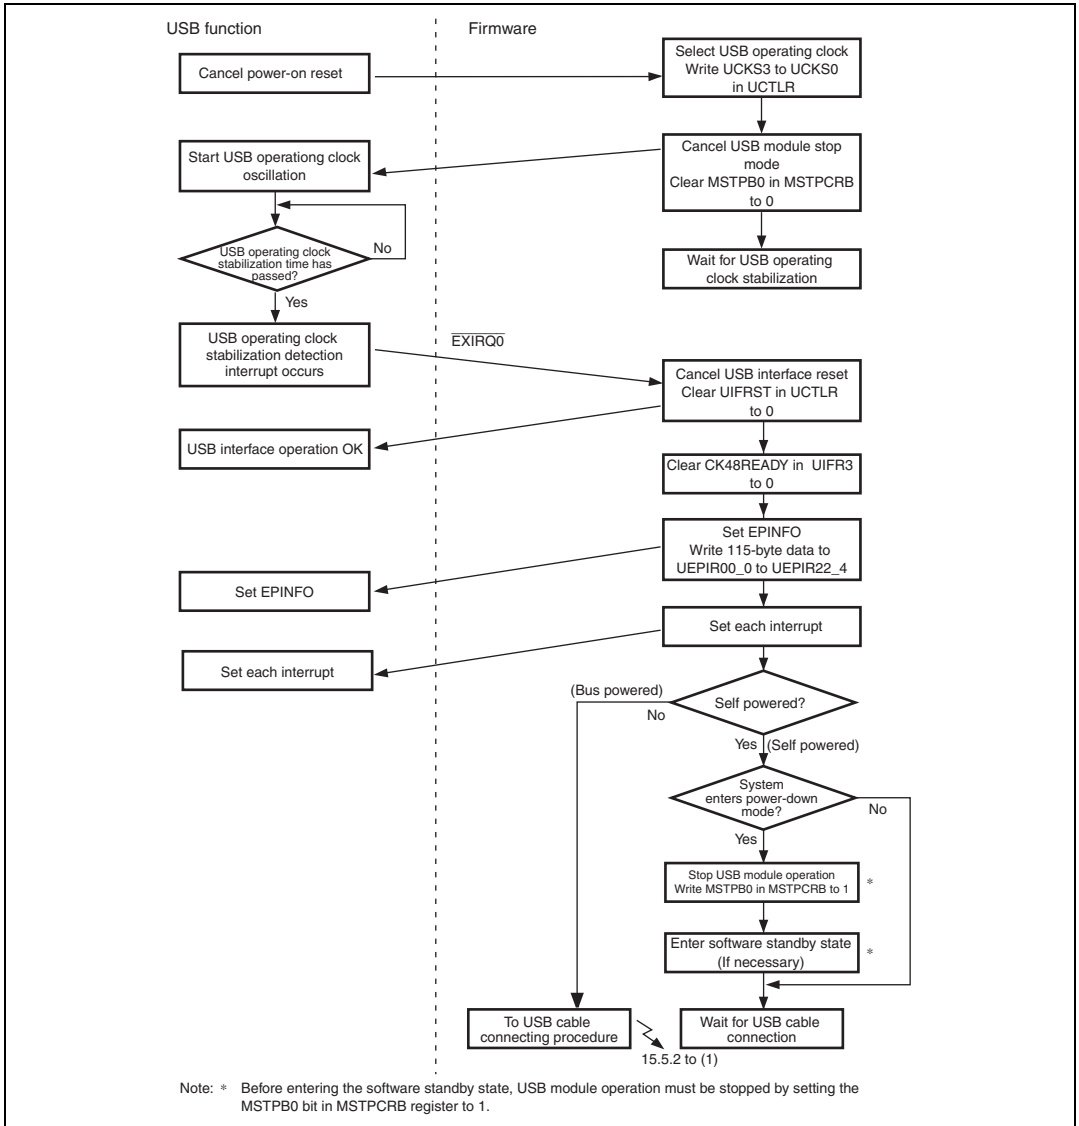 USB function
Firmware
Cancel power-on reset
Select USB operating clock
Write UCKS3 to UCKS0
in UCTLR
Start USB operationg clock
oscillation
Cancel USB module stop
mode
Clear MSTPB0 in MSTPCRB
to 0
USB operating clock
stabilization time has
passed?
No
Yes
Wait for USB operating
clock stabilization
USB operating clock
stabilization detection
interrupt occurs
EXIRQ0
Cancel USB interface reset
Clear UIFRST in UCTLR
to 0
USB interface operation OK
Clear CK48READY in UIFR3
to 0
Set EPINFO
Write 115-byte data to
UEPIR00_0 to UEPIR22_4
Set EPINFO
Set each interrupt
Set each interrupt
(Bus powered)
No
Self powered?
Yes
(Self powered)
System
enters power-down
mode?
No
Yes
Stop USB module operation
Write MSTPB0 in MSTPCRB to 1
*
Enter software standby state
(If necessary)
*
To USB cable
connecting procedure
15.5.2 to (1)
Wait for USB cable
connection
Note: * Before entering the software standby state, USB module operation must be stopped by setting the
MSTPB0 bit in MSTPCRB register to 1.